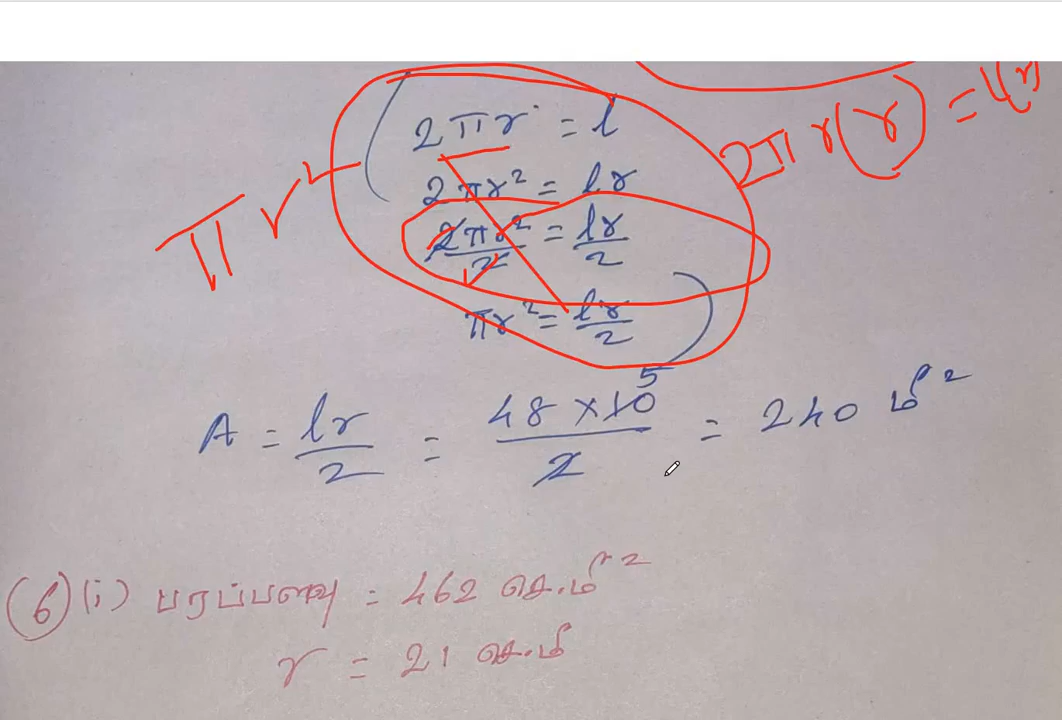 2πr = l
2πr² = lr
2πr²/2 = lr/2
πr² = lr/2
πr²
2πr(r) = l(r)
A = lr/2 = 48 × 10/2 = 240 மீ²
5
(6) (i) பரப்பளவு = 462 செ.மீ²
r = 21 செ.மீ